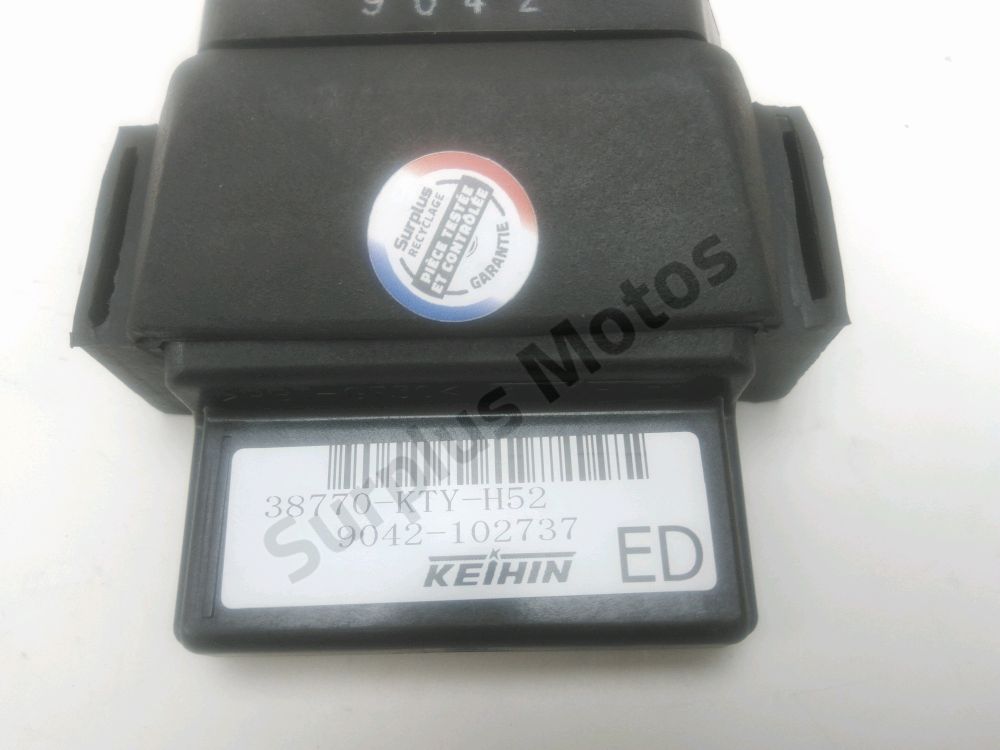 9042
Surplus
RECYCLAGE
PIÈCE TESTÉE
ET CONTRÔLÉE
GARANTIE
Surplus Motos
38770-KTY-H52
9042-102737
KEIHIN
ED